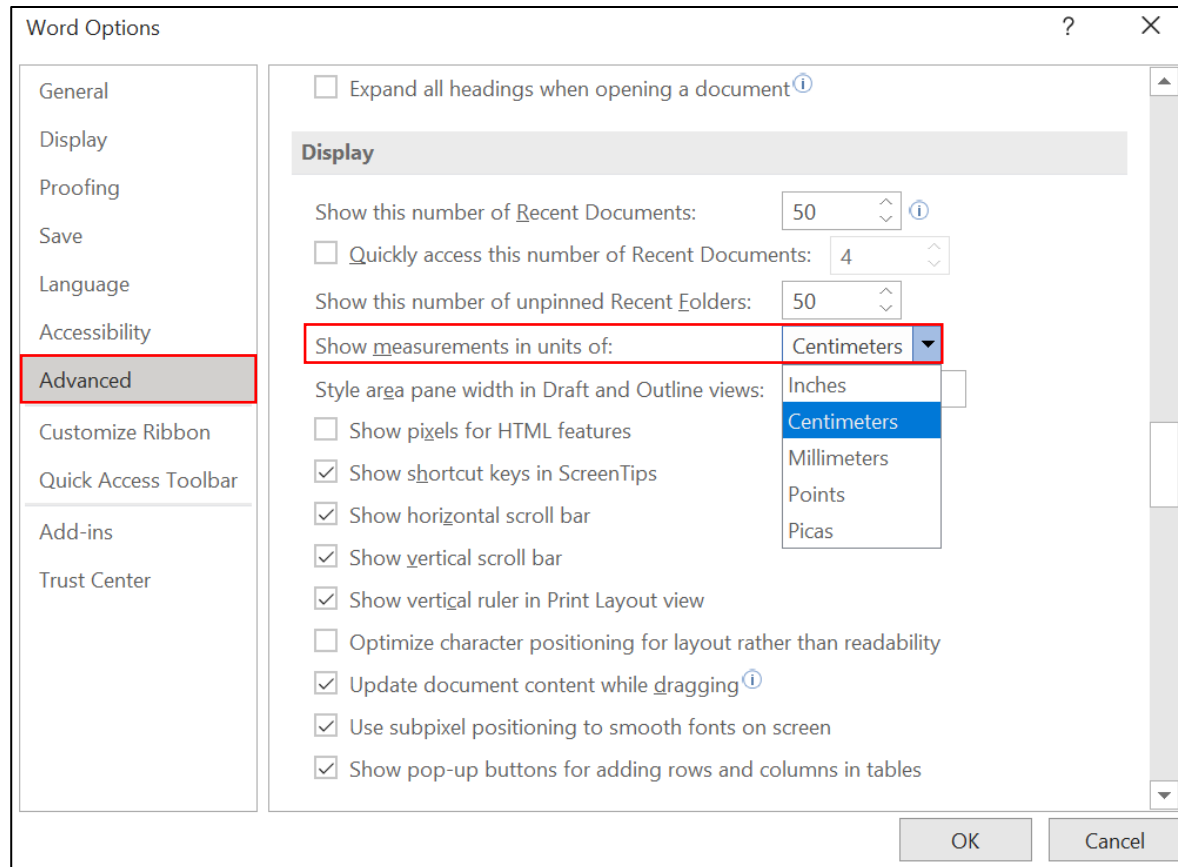 Word Options
?
General
Display
Proofing
Save
Language
Accessibility
Advanced
Customize Ribbon
Quick Access Toolbar
Add-ins
Trust Center
Expand all headings when opening a document
Display
Show this number of Recent Documents: 50
Quickly access this number of Recent Documents: 4
Show this number of unpinned Recent Folders: 50
Show measurements in units of: Centimeters
Style area pane width in Draft and Outline views:
Inches
Centimeters
Millimeters
Points
Picas
Show pixels for HTML features
Show shortcut keys in ScreenTips
Show horizontal scroll bar
Show vertical scroll bar
Show vertical ruler in Print Layout view
Optimize character positioning for layout rather than readability
Update document content while dragging
Use subpixel positioning to smooth fonts on screen
Show pop-up buttons for adding rows and columns in tables
OK
Cancel